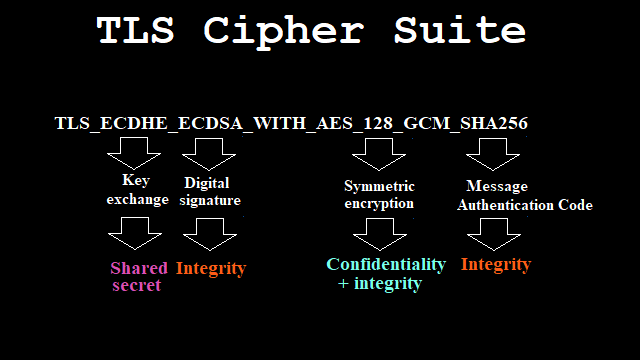 TLS Cipher Suite
TLS_ECDHE_ECDSA_WITH_AES_128_GCM_SHA256
Key
exchange
Digital
signature
Symmetric
encryption
Message
Authentication Code
Shared
secret
Integrity
Confidentiality
+ integrity
Integrity